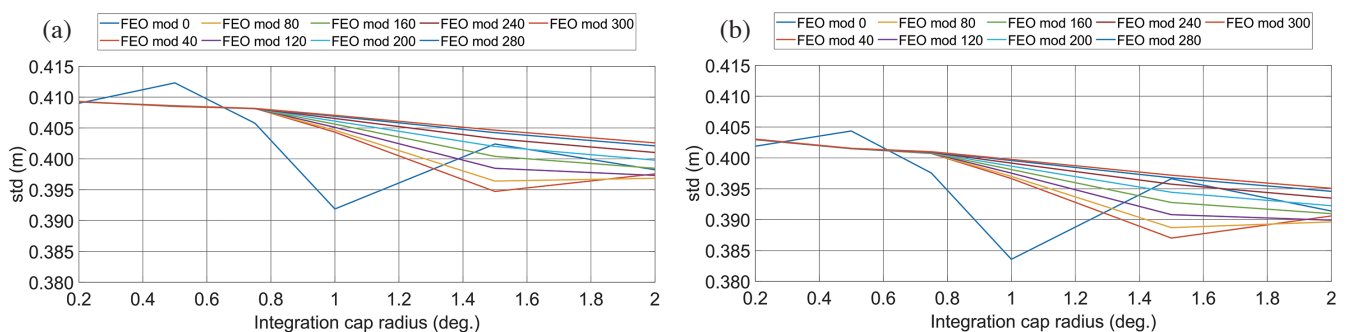 (a)
FEO mod 0 FEO mod 80 FEO mod 160 FEO mod 240 FEO mod 300
FEO mod 40 FEO mod 120 FEO mod 200 FEO mod 280
0.415
0.410
0.405
0.400
0.395
0.390
0.385
0.380
std (m)
0.2 0.4 0.6 0.8 1 1.2 1.4 1.6 1.8 2
Integration cap radius (deg.)
(b)
FEO mod 0 FEO mod 80 FEO mod 160 FEO mod 240 FEO mod 300
FEO mod 40 FEO mod 120 FEO mod 200 FEO mod 280
0.415
0.410
0.405
0.400
0.395
0.390
0.385
0.380
std (m)
0.2 0.4 0.6 0.8 1 1.2 1.4 1.6 1.8 2
Integration cap radius (deg.)